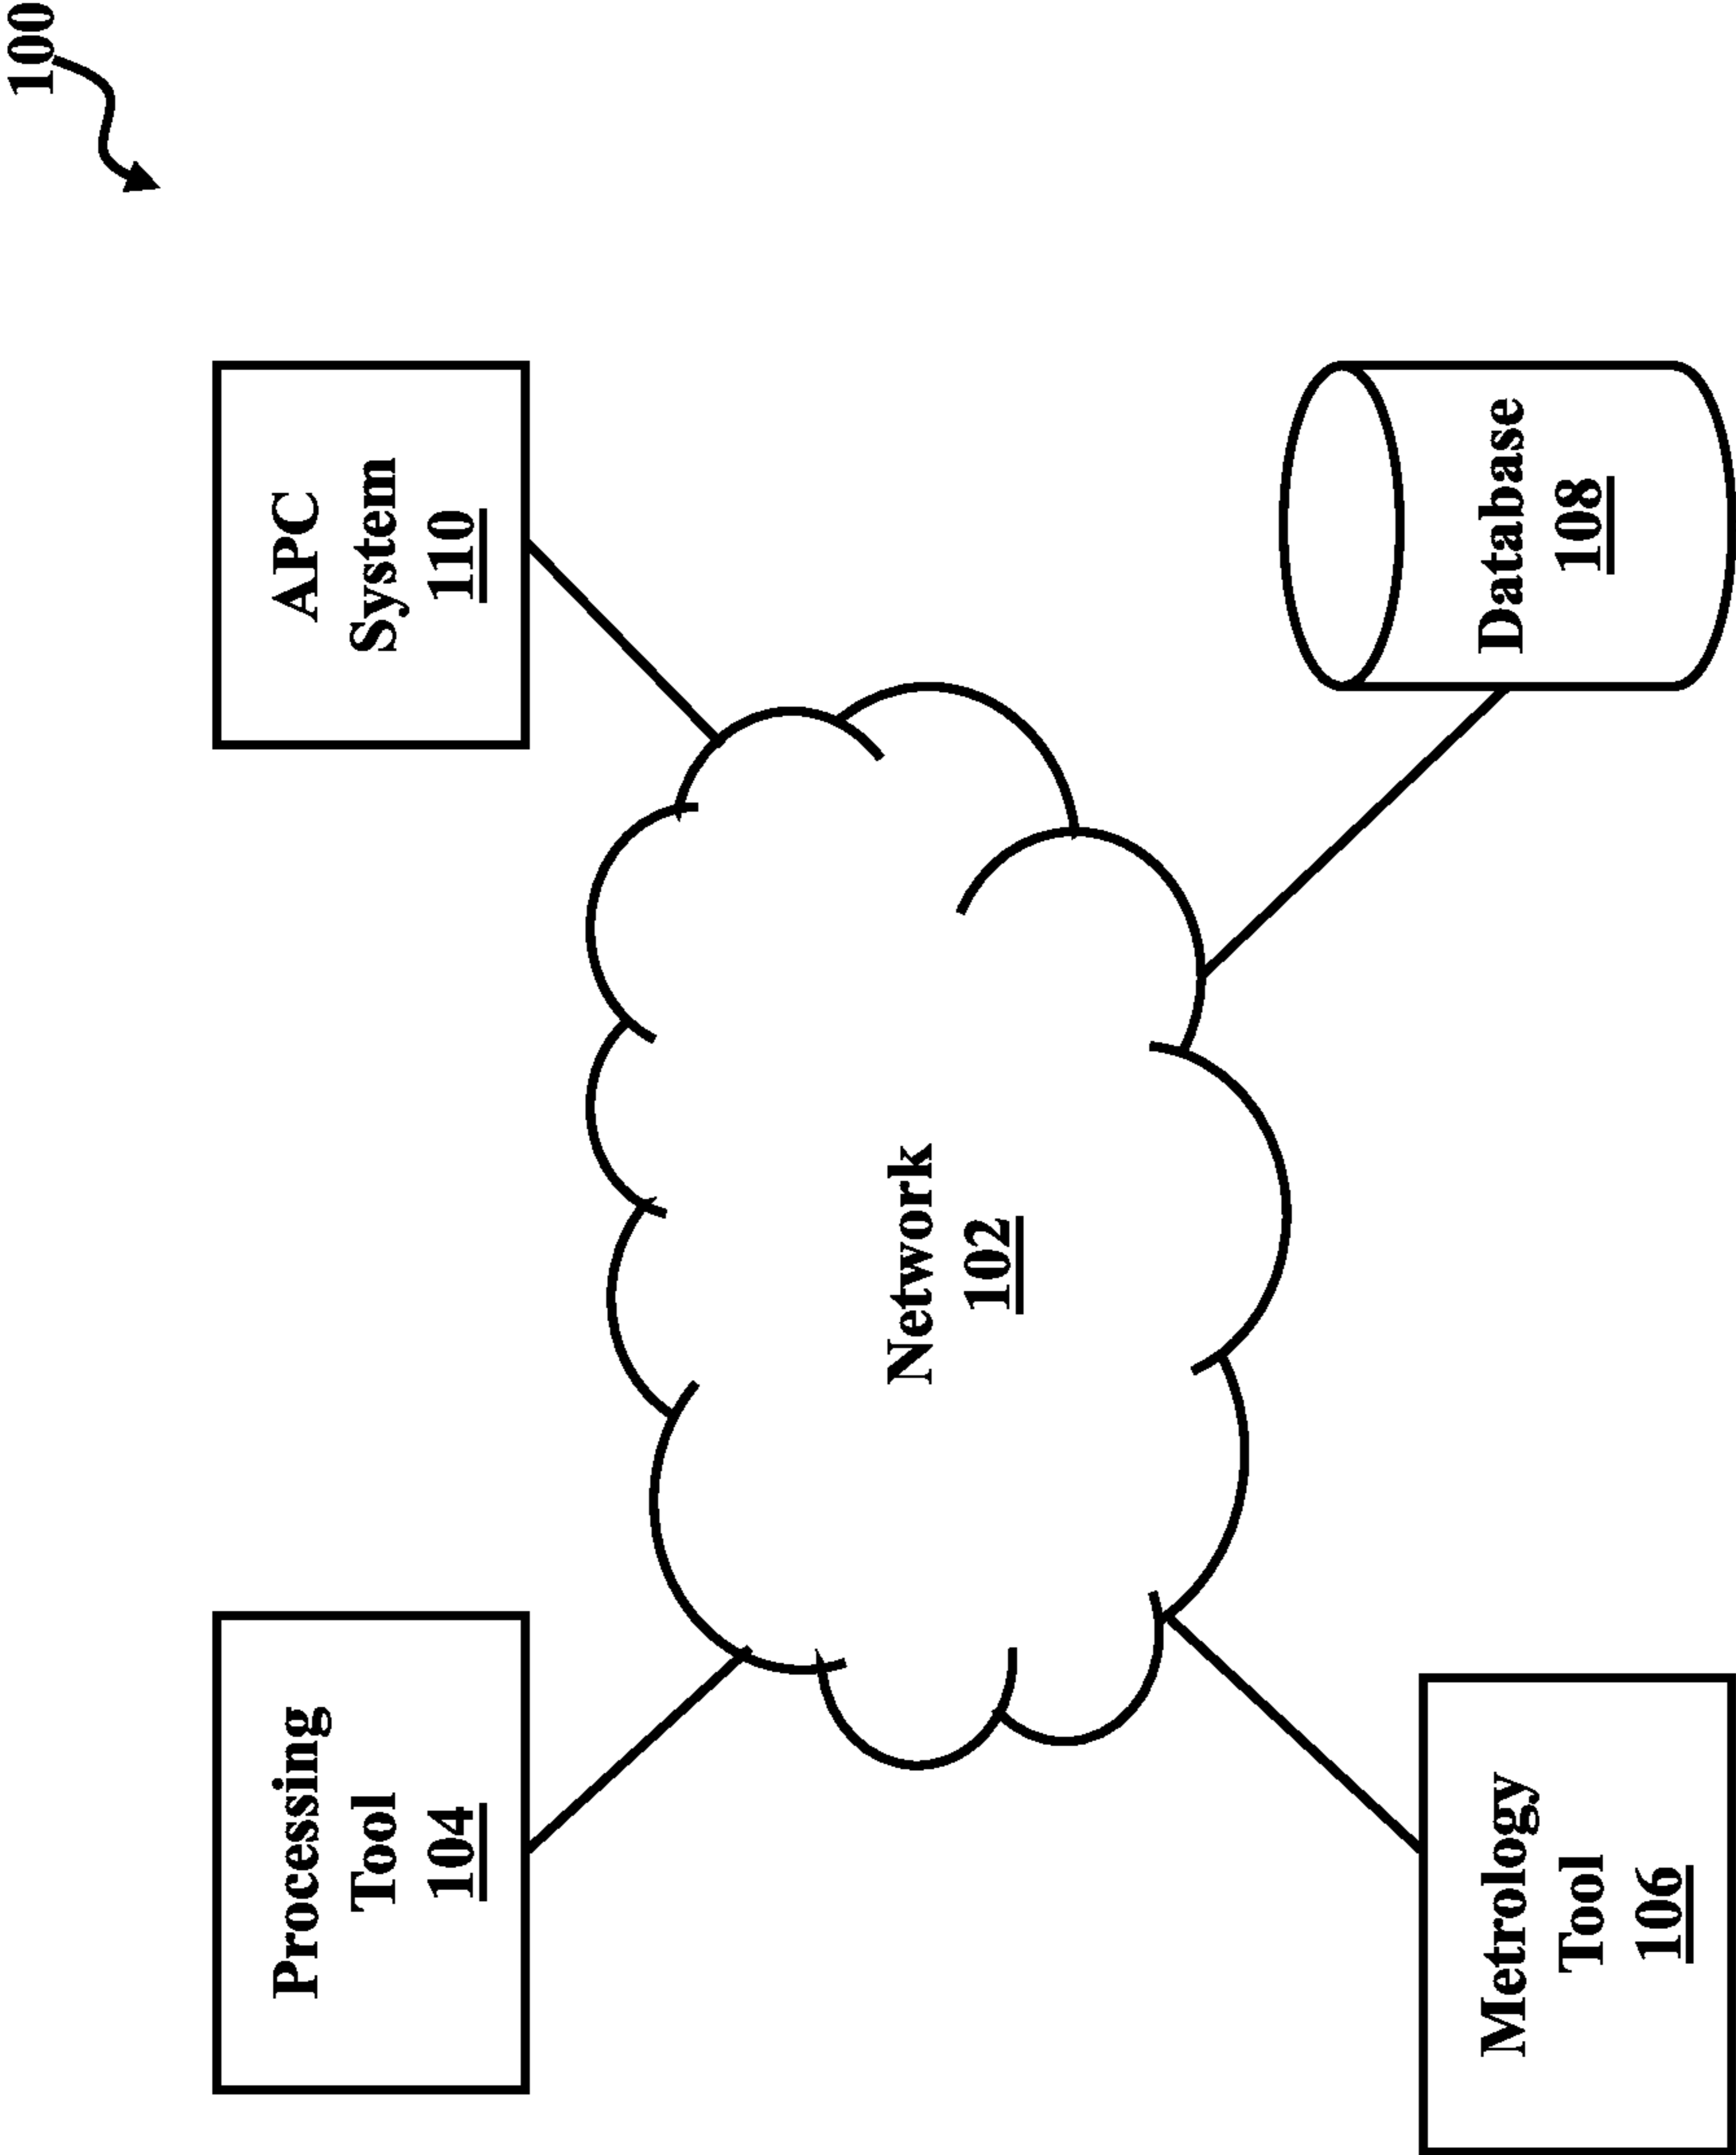 100
Processing
Tool
104
APC
System
110
Network
102
Metrology
Tool
106
Database
108